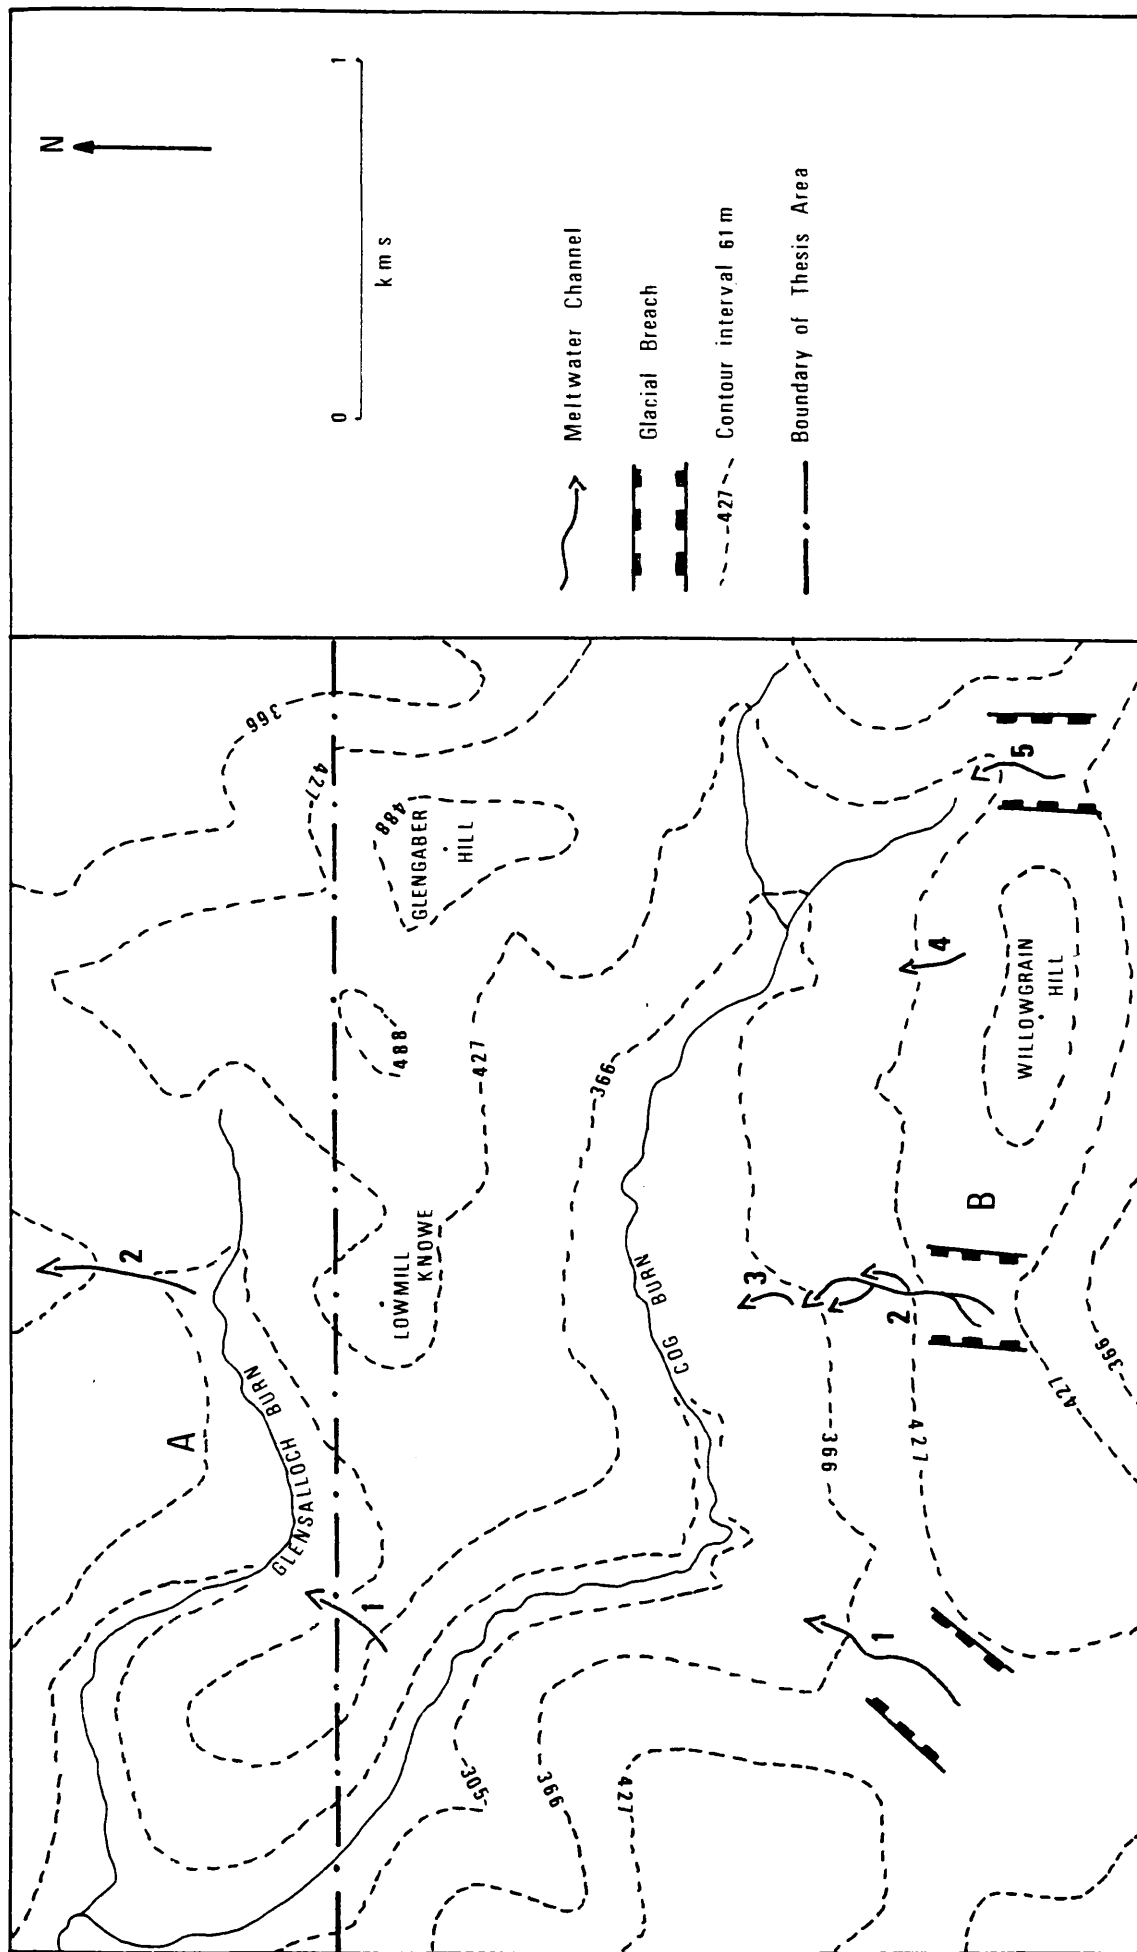 N
0 1
kms
Meltwater Channel
Glacial Breach
-427- Contour interval 61m
Boundary of Thesis Area
366
427
488
GLENGABER
HILL
488
427
2
LOWMILL
KNOWE
A
GLENSALLOCH BURN
1
366
COG BURN
305
366
427
5
4
WILLOWGRAIN
HILL
B
3
2
366
427
1
427
366